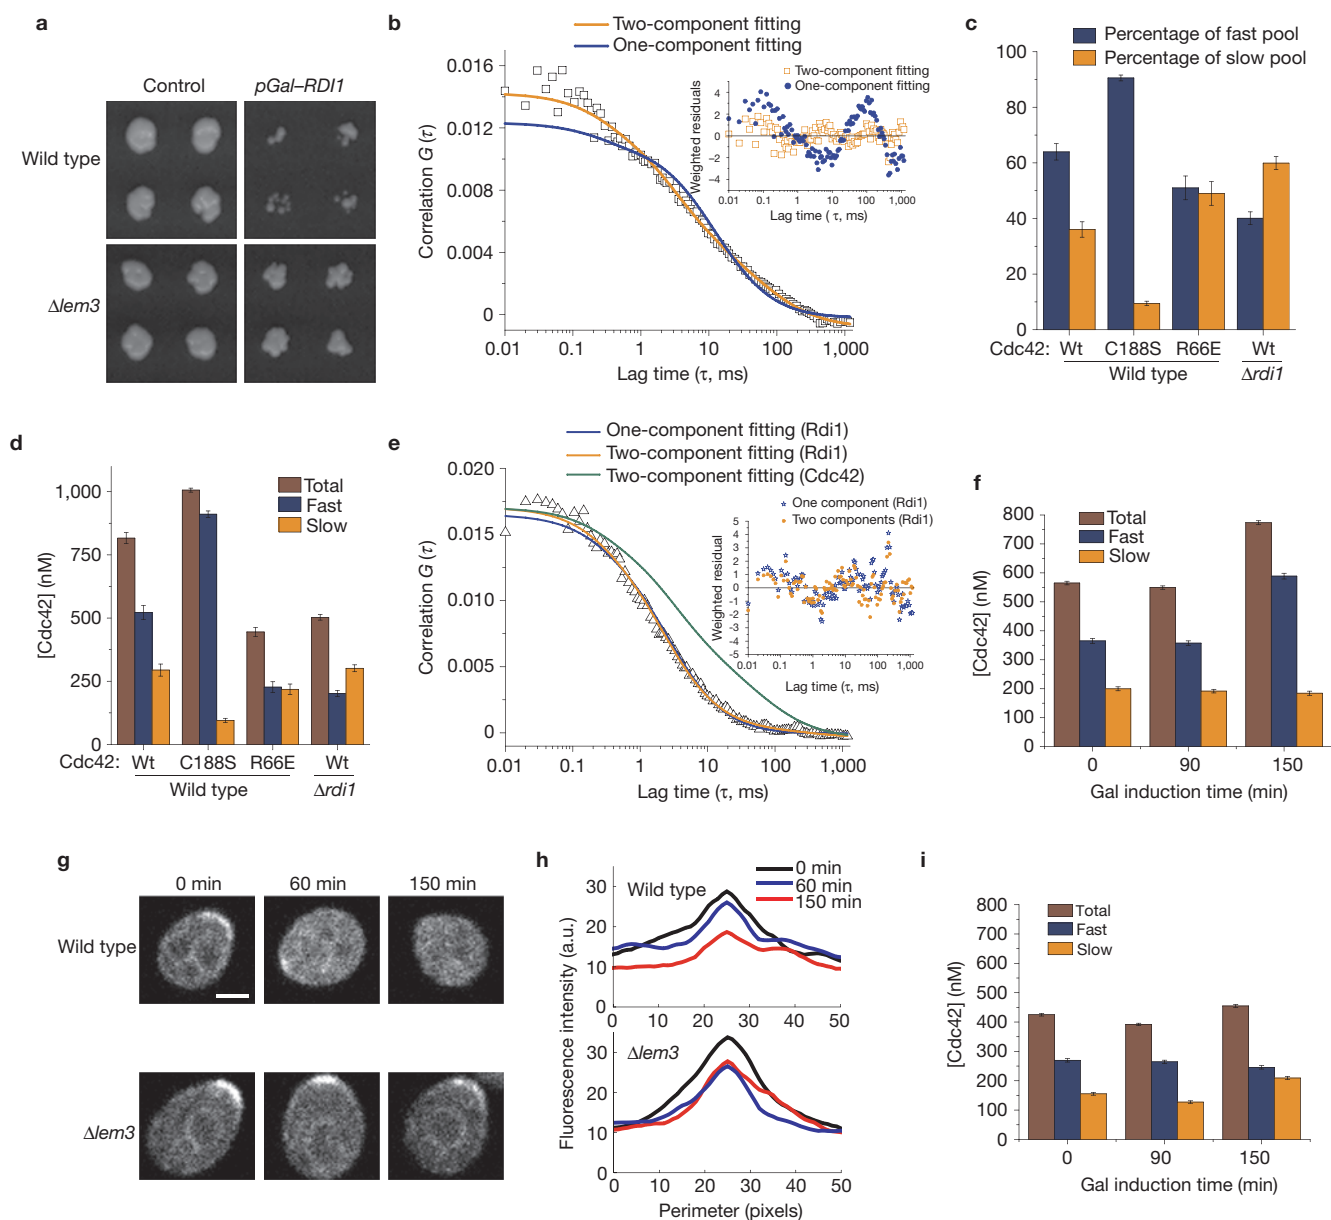 a
Control
pGal–RDI1
Wild type
Δlem3
b
Two-component fitting
One-component fitting
0.016
0.012
0.008
0.004
0
Correlation G (τ)
0.01
0.1
1
10
100
1,000
Lag time (τ, ms)
Two-component fitting
One-component fitting
4
2
0
−2
−4
Weighted residuals
0.01
0.1
1
10
100
1,000
Lag time ( τ, ms)
c
Percentage of fast pool
Percentage of slow pool
100
80
60
40
20
0
Cdc42:
Wt
C188S
R66E
Wt
Wild type
Δrdi1
d
Total
Fast
Slow
1,000
750
500
250
0
[Cdc42] (nM)
Cdc42:
Wt
C188S
R66E
Wt
Wild type
Δrdi1
e
One-component fitting (Rdi1)
Two-component fitting (Rdi1)
Two-component fitting (Cdc42)
0.020
0.015
0.010
0.005
0
Correlation G (τ)
0.01
0.1
1
10
100
1,000
Lag time (τ, ms)
One component (Rdi1)
Two components (Rdi1)
5
4
3
2
1
0
-1
-2
-3
-4
-5
Weighted residual
0.01
0.1
1
10
100
1,000
Lag time (τ, ms)
f
Total
Fast
Slow
800
700
600
500
400
300
200
100
0
[Cdc42] (nM)
0
90
150
Gal induction time (min)
g
0 min
60 min
150 min
Wild type
Δlem3
h
Wild type
0 min
60 min
150 min
30
20
10
0
0
10
20
30
40
50
Δlem3
30
20
10
0
0
10
20
30
40
50
Fluorescence intensity (a.u.)
Perimeter (pixels)
i
Total
Fast
Slow
800
700
600
500
400
300
200
100
0
[Cdc42] (nM)
0
90
150
Gal induction time (min)